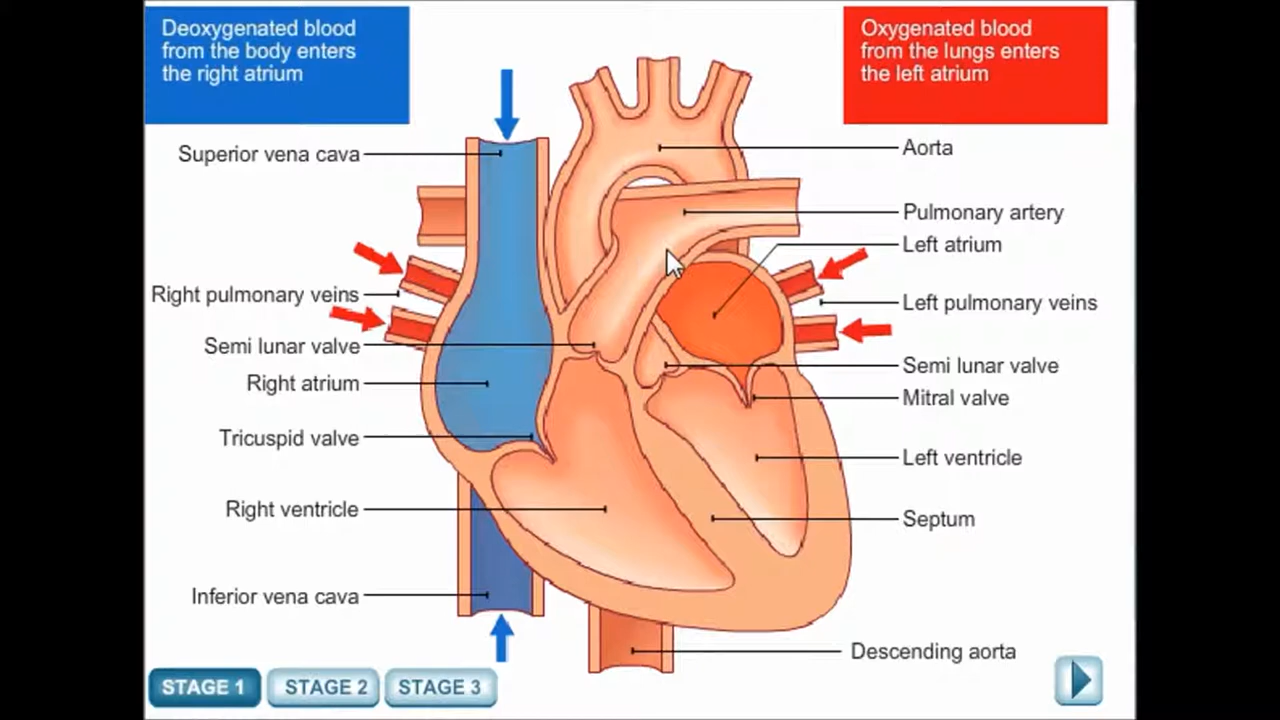 Deoxygenated blood
from the body enters
the right atrium
Oxygenated blood
from the lungs enters
the left atrium
Superior vena cava
Aorta
Pulmonary artery
Left atrium
Right pulmonary veins
Left pulmonary veins
Semi lunar valve
Semi lunar valve
Right atrium
Mitral valve
Tricuspid valve
Left ventricle
Right ventricle
Septum
Inferior vena cava
Descending aorta
STAGE 1
STAGE 2
STAGE 3